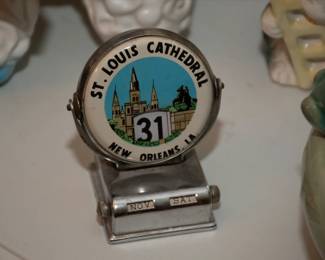 ST. LOUIS CATHEDRAL
31
NEW ORLEANS, LA.
NOV SAT